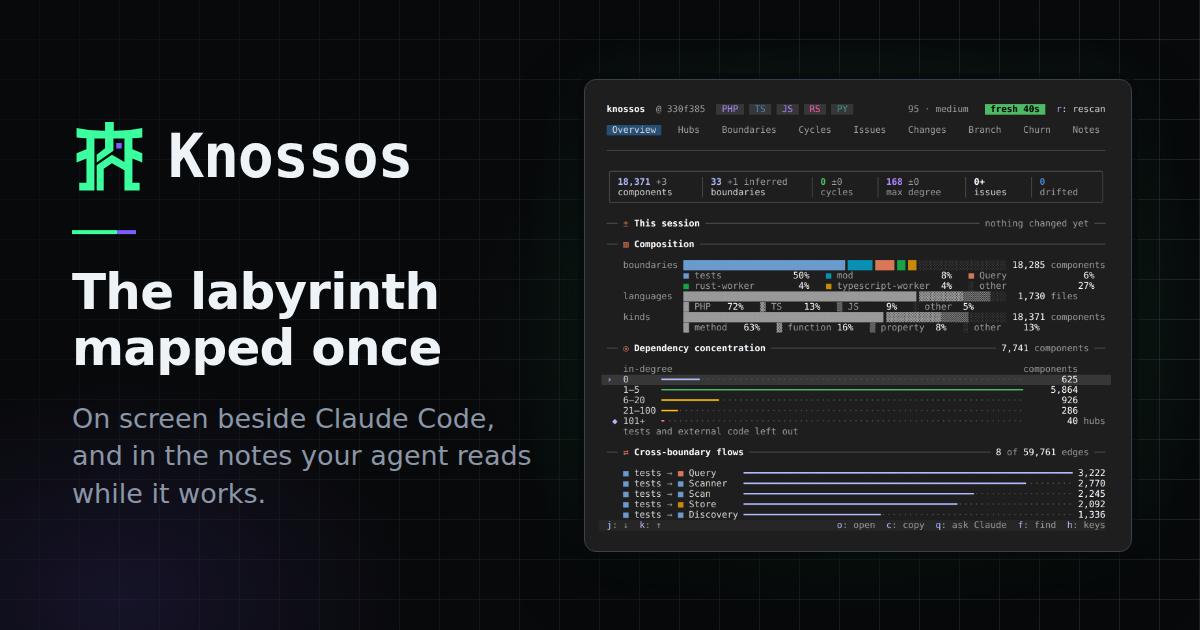 Knossos
The labyrinth
mapped once
On screen beside Claude Code,
and in the notes your agent reads
while it works.
knossos @ 330f385 PHP TS JS RS PY 95 · medium fresh 40s r: rescan
Overview Hubs Boundaries Cycles Issues Changes Branch Churn Notes
18,371 +3 33 +1 inferred 0 ±0 168 ±0 0+ 0
components boundaries cycles max degree issues drifted
± This session nothing changed yet
Composition
boundaries 18,285 components
tests 50% mod 8% Query 6%
rust-worker 4% typescript-worker 4% other 27%
languages 1,730 files
PHP 72% TS 13% JS 9% other 5%
kinds 18,371 components
method 63% function 16% property 8% other 13%
Dependency concentration 7,741 components
in-degree components
› 0 625
1–5 5,864
6–20 926
21–100 286
◆ 101+ 40 hubs
tests and external code left out
⇄ Cross-boundary flows 8 of 59,761 edges
tests → Query 3,222
tests → Scanner 2,770
tests → Scan 2,245
tests → Store 2,092
tests → Discovery 1,336
j: ↓ k: ↑ o: open c: copy q: ask Claude f: find h: keys